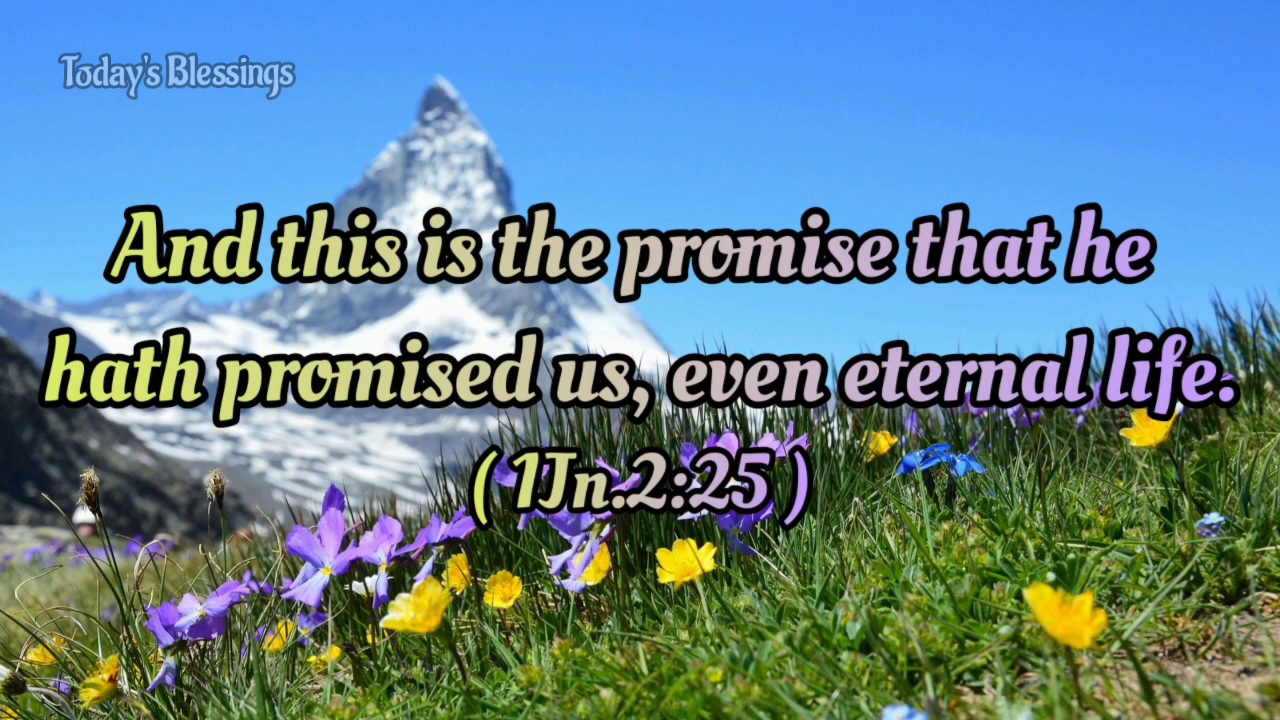 Today's Blessings
And this is the promise that he
hath promised us, even eternal life.
( 1Jn.2:25 )